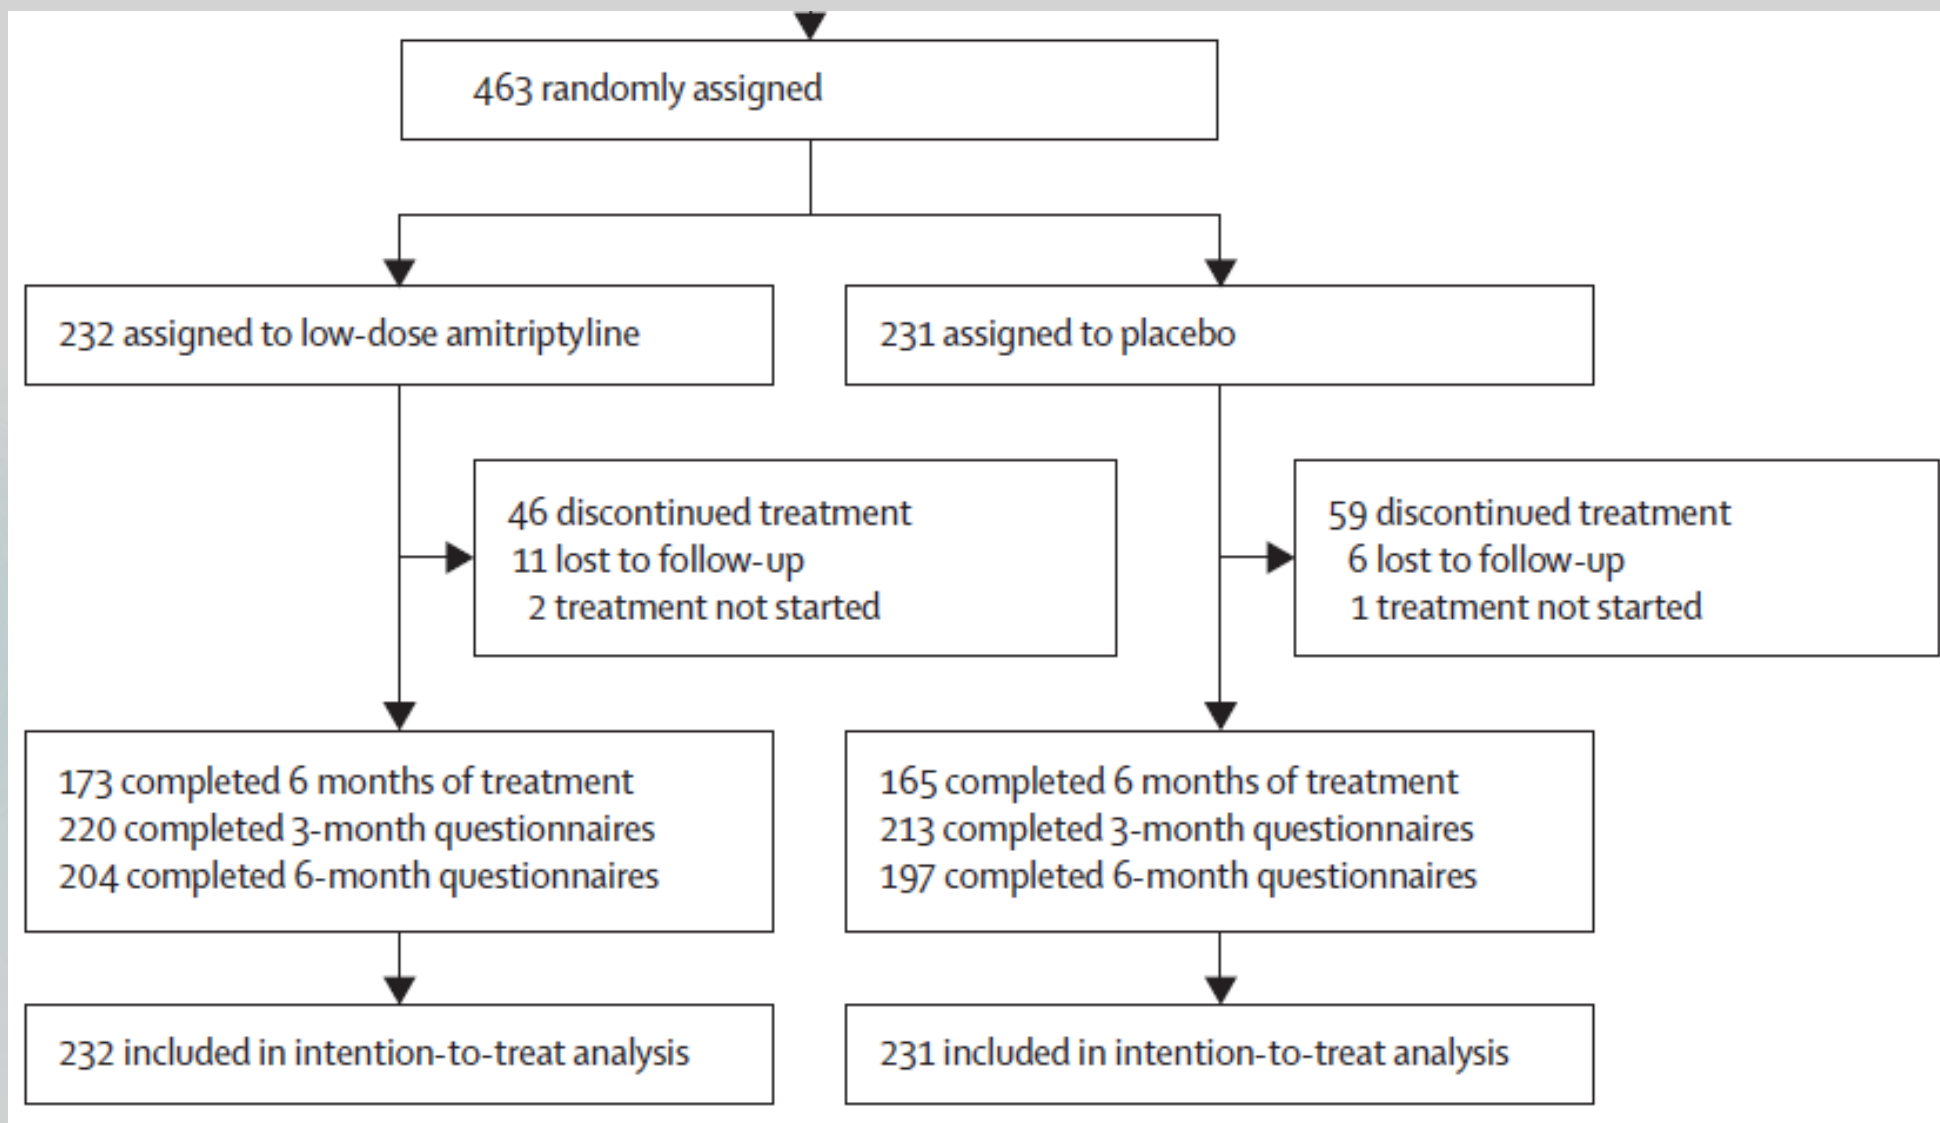 463 randomly assigned
232 assigned to low-dose amitriptyline
231 assigned to placebo
46 discontinued treatment
11 lost to follow-up
2 treatment not started
59 discontinued treatment
6 lost to follow-up
1 treatment not started
173 completed 6 months of treatment
220 completed 3-month questionnaires
204 completed 6-month questionnaires
165 completed 6 months of treatment
213 completed 3-month questionnaires
197 completed 6-month questionnaires
232 included in intention-to-treat analysis
231 included in intention-to-treat analysis